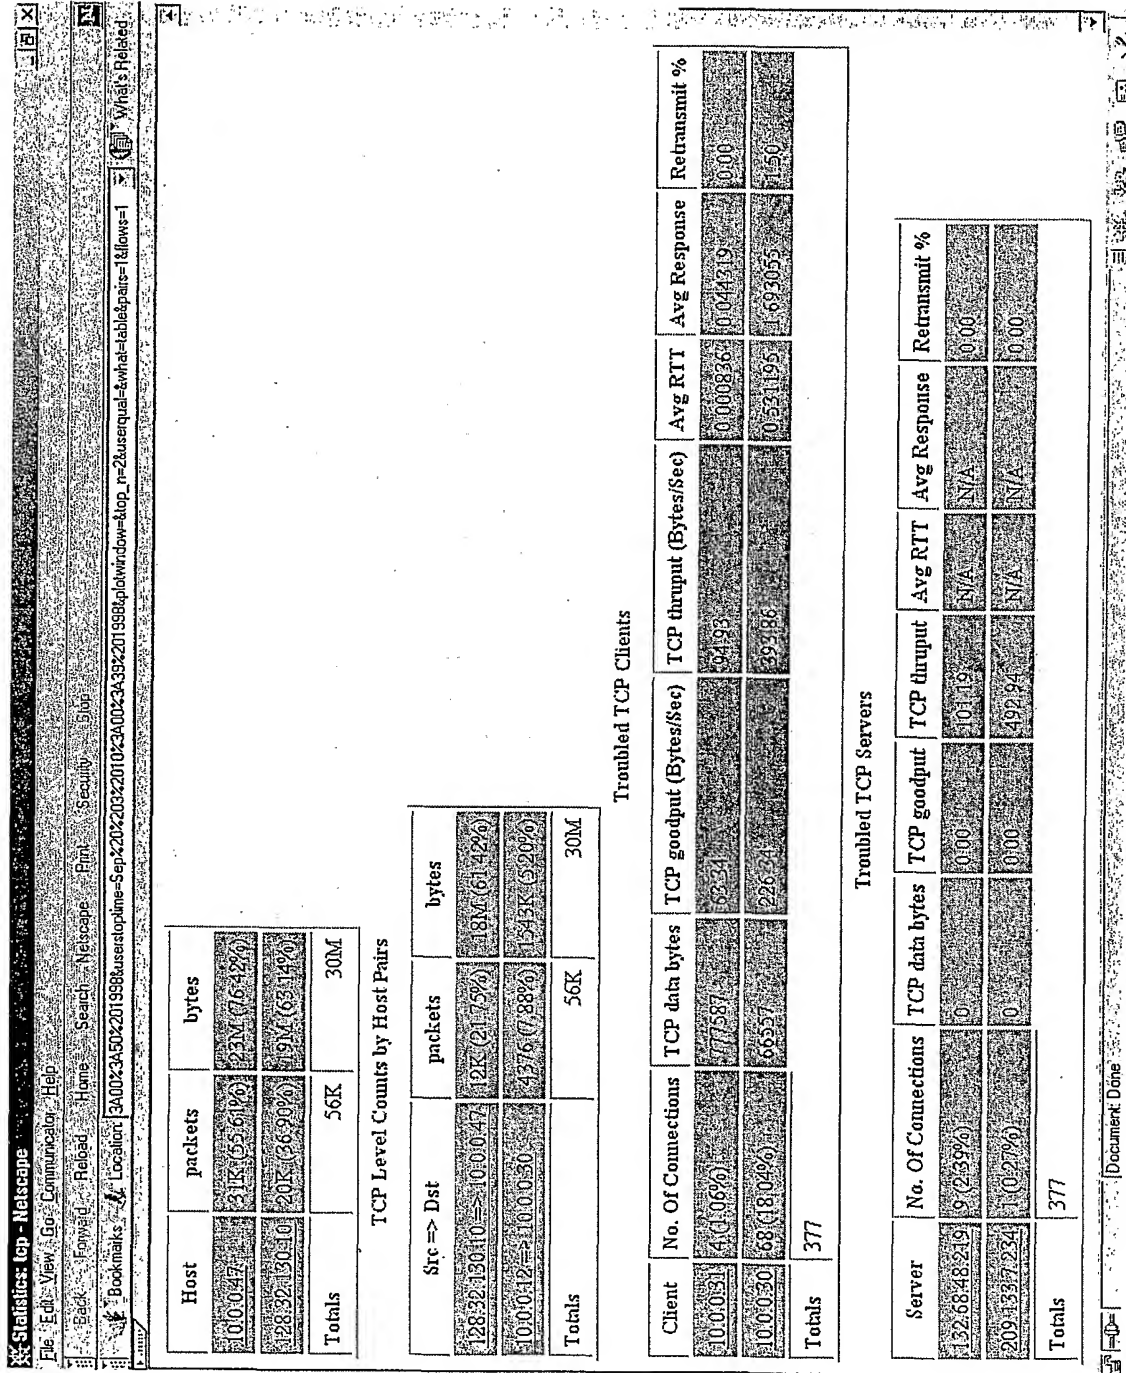 Statistics: tcp - Netscape
File Edit View Go Communicator Help
Back Forward Reload Home Search Netscape Print Security Stop
Bookmarks Location: 3A00%3A50%201998&userstoptime=Sep%20%203%2010%3A00%3A39%201998&plotwindow=&top_n=2&userqual=&what=table&pairs=1&flows=1 What's Related
Host packets bytes
10.0.0.47 31K (55.61%) 23M (76.42%)
128.32.130.10 20K (36.90%) 19M (63.14%)
Totals 56K 30M
TCP Level Counts by Host Pairs
Src => Dst packets bytes
128.32.130.10 => 10.0.0.47 12K (21.75%) 18M (61.42%)
10.0.0.12 => 10.0.0.30 4376 (7.88%) 1543K (5.20%)
Totals 56K 30M
Troubled TCP Clients
Client No. Of Connections TCP data bytes TCP goodput (Bytes/Sec) TCP thruput (Bytes/Sec) Avg RTT Avg Response Retransmit %
10.0.0.31 4 (1.06%) 77587 63.34 94.93 0.000836 0.044319 0.00
10.0.0.30 68 (18.04%) 66557 226.34 393.86 0.531195 1.693055 1.50
Totals 377
Troubled TCP Servers
Server No. Of Connections TCP data bytes TCP goodput TCP thruput Avg RTT Avg Response Retransmit %
132.68.48.219 9 (2.39%) 0 0.00 101.19 N/A N/A 0.00
209.133.7.234 1 (0.27%) 0 0.00 492.94 N/A N/A 0.00
Totals 377
Document: Done